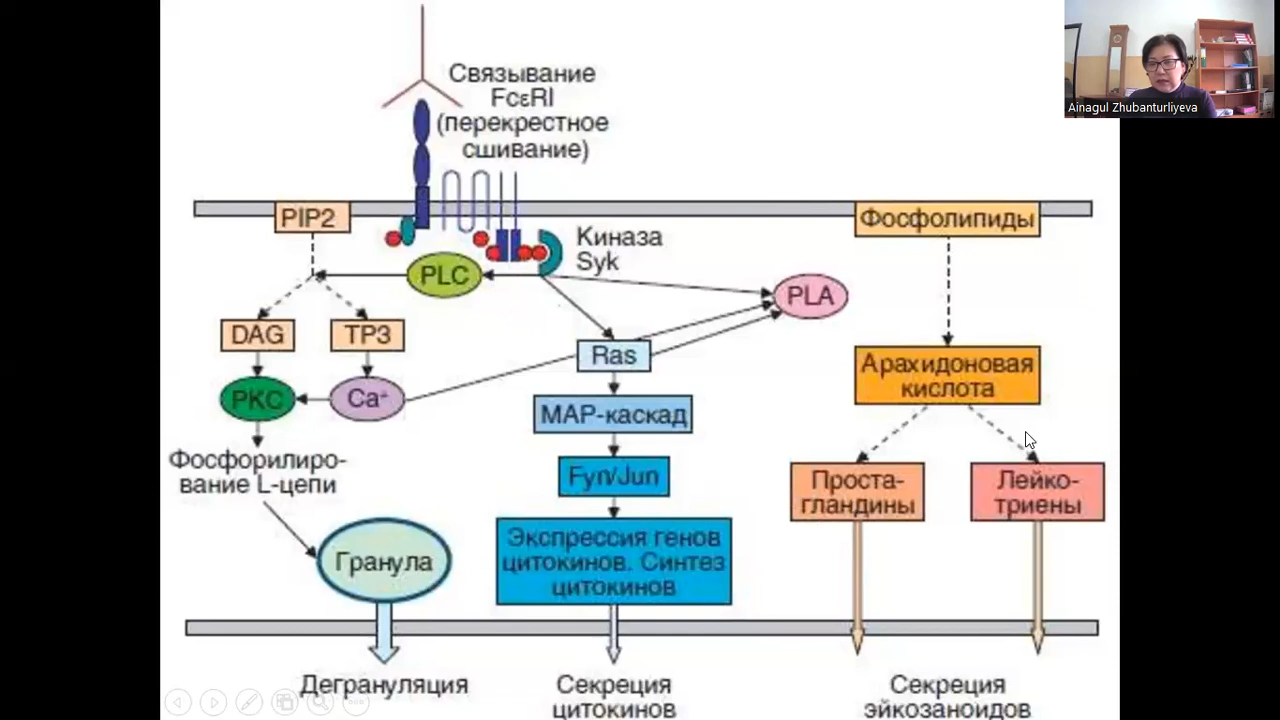 Связывание
FcεRI
(перекрестное
сшивание)
Ainagul Zhubanturliyeva
PIP2
Фосфолипиды
Киназа
Syk
PLC
PLA
DAG
TP3
Ras
Арахидоновая
кислота
PKC
Ca⁺
МАР-каскад
Фосфорилиро-
вание L-цепи
Fyn/Jun
Проста-
гландины
Лейко-
триены
Гранула
Экспрессия генов
цитокинов. Синтез
цитокинов
Дегрануляция
Секреция
цитокинов
Секреция
эйкозаноидов